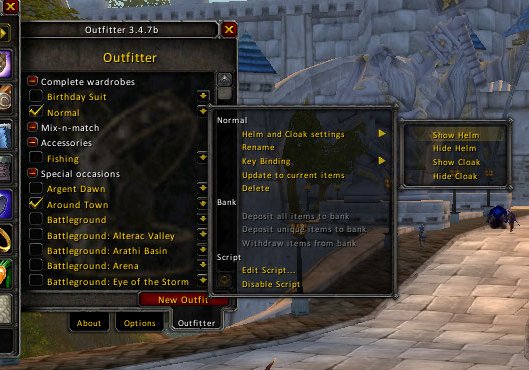 Outfitter 3.4.7b
Outfitter
Complete wardrobes
Birthday Suit
Normal
Mix-n-match
Accessories
Fishing
Special occasions
Argent Dawn
Around Town
Battleground
Battleground: Alterac Valley
Battleground: Arathi Basin
Battleground: Arena
Battleground: Eye of the Storm
New Outfit
About
Options
Outfitter
Normal
Helm and Cloak settings
Rename
Key Binding
Update to current items
Delete
Bank
Deposit all items to bank
Deposit unique items to bank
Withdraw items from bank
Script
Edit Script...
Disable Script
Show Helm
Hide Helm
Show Cloak
Hide Cloak